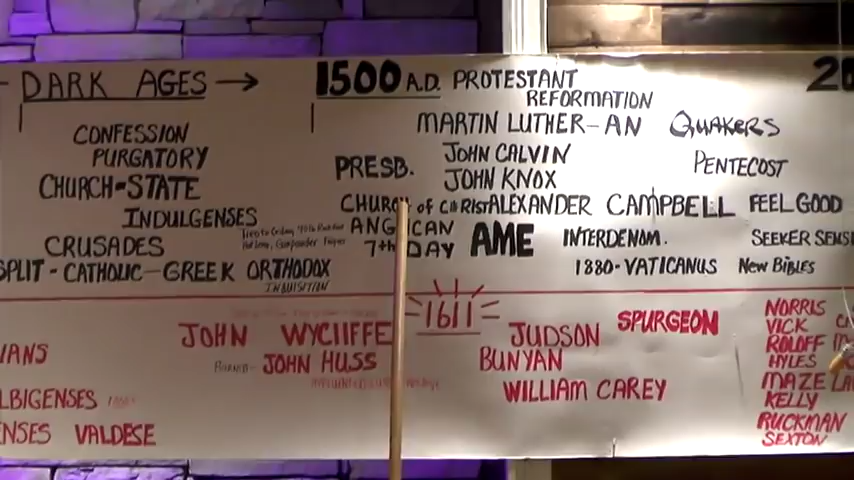 DARK AGES
CONFESSION
PURGATORY
CHURCH=STATE
INDULGENSES
CRUSADES
SPLIT - CATHOLIC - GREEK ORTHODOX
INQUISITION
1500 A.D. PROTESTANT
REFORMATION
MARTIN LUTHER-AN
QUAKERS
JOHN CALVIN
PRESB.
JOHN KNOX
PENTECOST
CHURCH of CHRIST ALEXANDER CAMPBELL
FEEL GOOD
ANGLICAN
7th DAY
AME
INTERDENOM.
SEEKER SENSI
1880-VATICANUS
New BiblES
20
IANS
LBIGENSES
ENSES VALDESE
JOHN WYCLIFFE
JOHN HUSS
1611
JUDSON
SPURGEON
BUNYAN
WILLIAM CAREY
NORRIS
VICK
ROLOFF
HYLES
MAZE
KELLY
RUCKMAN
SEXTON